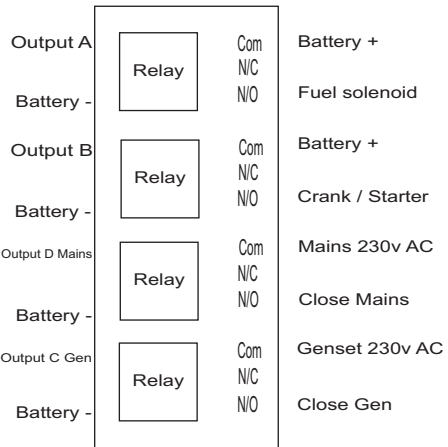 Output A Com Battery +
Relay N/C
Battery - N/O Fuel solenoid
Output B Com Battery +
Relay N/C
Battery - N/O Crank / Starter
Output D Mains Com Mains 230v AC
Relay N/C
Battery - N/O Close Mains
Output C Gen Com Genset 230v AC
Relay N/C
Battery - N/O Close Gen